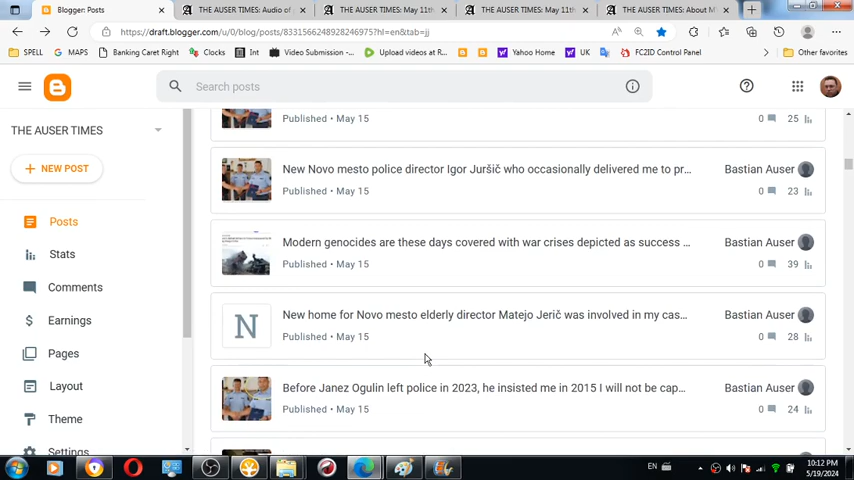 Blogger: Posts
THE AUSER TIMES: Audio of
THE AUSER TIMES: May 11th
THE AUSER TIMES: May 11th
THE AUSER TIMES: About M
https://draft.blogger.com/u/0/blog/posts/8331566248928246975?hl=en&tab=jj
SPELL
MAPS
Banking Caret Right
Clocks
Int
Video Submission -...
Upload videos at R...
Yahoo Home
UK
FC2ID Control Panel
Other favorites
Search posts
THE AUSER TIMES
NEW POST
Posts
Stats
Comments
Earnings
Pages
Layout
Theme
Settings
Published • May 15
0 25
New Novo mesto police director Igor Juršič who occasionally delivered me to pr...
Bastian Auser
Published • May 15
0 23
Modern genocides are these days covered with war crises depicted as success ...
Bastian Auser
Published • May 15
0 39
N
New home for Novo mesto elderly director Matejo Jerič was involved in my cas...
Bastian Auser
Published • May 15
0 28
Before Janez Ogulin left police in 2023, he insisted me in 2015 I will not be cap...
Bastian Auser
Published • May 15
0 24
EN
10:12 PM
5/19/2024